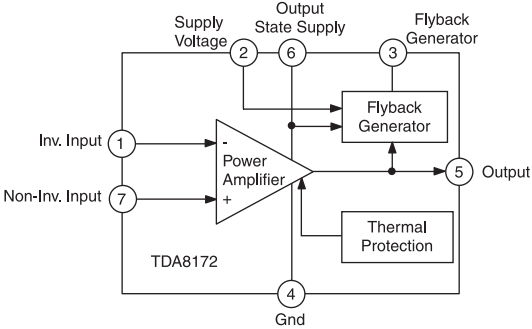 Supply
Voltage
2
Output
State Supply
6
Flyback
Generator
3
Flyback
Generator
Inv. Input
1
-
Power
Amplifier
Non-Inv. Input
7
+
5
Output
Thermal
Protection
TDA8172
4
Gnd